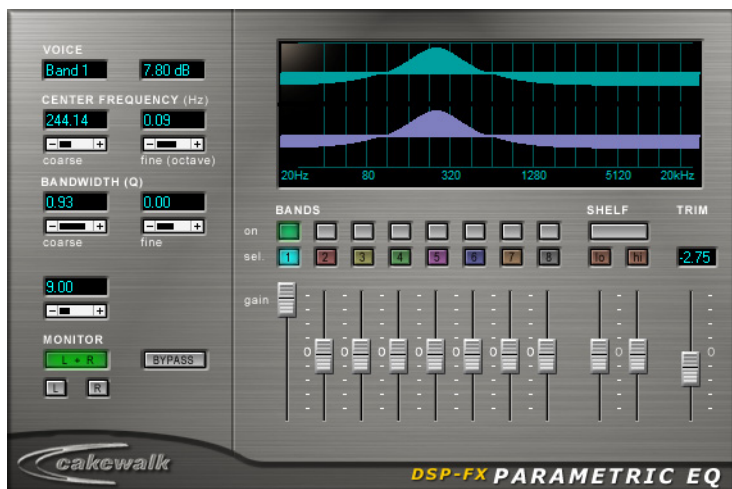 VOICE
Band 1 7.80 dB
CENTER FREQUENCY (Hz)
244.14 0.09
- + - +
coarse fine (octave)
BANDWIDTH (Q)
0.93 0.00
- + - +
coarse fine
9.00
- +
MONITOR
L + R BYPASS
L R
20Hz 80 320 1280 5120 20kHz
BANDS SHELF TRIM
on
sel. 1 2 3 4 5 6 7 8 lo hi -2.75
gain
0 0 0 0 0 0 0 0 0
cakewalk
DSP-FX PARAMETRIC EQ